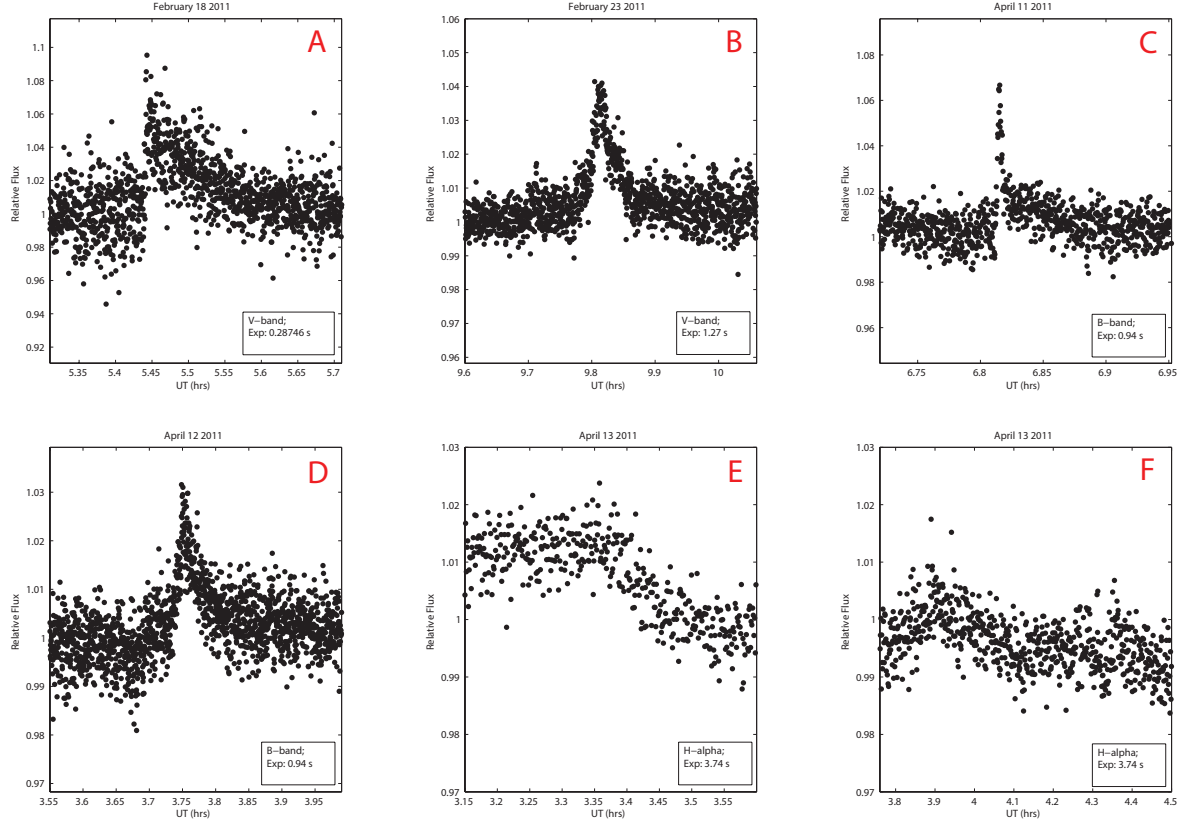 February 18 2011
A
1.1
1.08
1.06
1.04
1.02
1
0.98
0.96
0.94
0.92
Relative Flux
V−band;
Exp: 0.28746 s
5.35 5.4 5.45 5.5 5.55 5.6 5.65 5.7
UT (hrs)
February 23 2011
B
1.06
1.05
1.04
1.03
1.02
1.01
1
0.99
0.98
0.97
0.96
Relative Flux
V−band;
Exp: 1.27 s
9.6 9.7 9.8 9.9 10
UT (hrs)
April 11 2011
C
1.08
1.06
1.04
1.02
1
0.98
0.96
Relative Flux
B−band;
Exp: 0.94 s
6.75 6.8 6.85 6.9 6.95
UT (hrs)
April 12 2011
D
1.03
1.02
1.01
1
0.99
0.98
0.97
Relative Flux
B−band;
Exp: 0.94 s
3.55 3.6 3.65 3.7 3.75 3.8 3.85 3.9 3.95
UT (hrs)
April 13 2011
E
1.03
1.02
1.01
1
0.99
0.98
0.97
Relative Flux
H−alpha;
Exp: 3.74 s
3.15 3.2 3.25 3.3 3.35 3.4 3.45 3.5 3.55
UT (hrs)
April 13 2011
F
1.03
1.02
1.01
1
0.99
0.98
0.97
Relative Flux
H−alpha;
Exp: 3.74 s
3.8 3.9 4 4.1 4.2 4.3 4.4 4.5
UT (hrs)